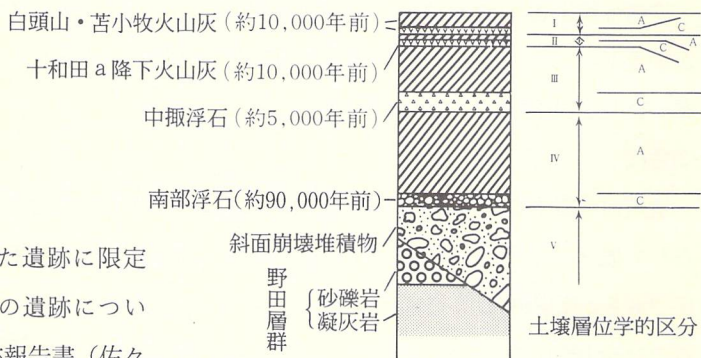 白頭山・苫小牧火山灰（約10,000年前）
十和田a降下火山灰（約10,000年前）
中掫浮石（約5,000年前）
南部浮石（約90,000年前）
斜面崩壊堆積物
野田層群
砂礫岩
凝灰岩
I
A
C
II
A
C
III
A
C
IV
A
C
V
土壌層位学的区分
た遺跡に限定
の遺跡につい
報告書（佐々